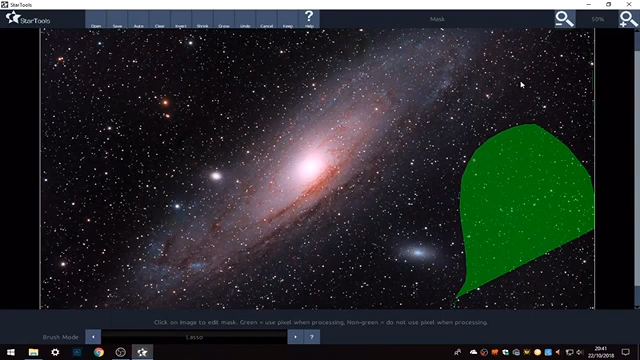 StarTools
StarTools
Open Save Auto Clear Invert Shrink Grow Undo Cancel Keep Help
Mask
50%
Click on Image to edit mask. Green = use pixel when processing, Non-green = do not use pixel when processing.
Brush Mode
Lasso
?
20:41
22/10/2018